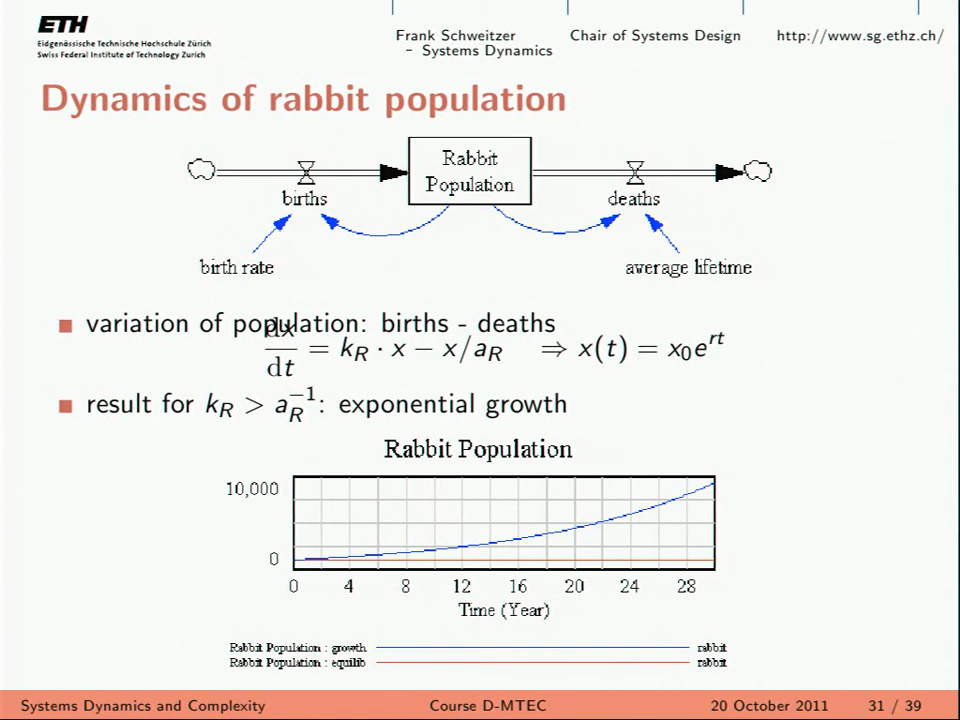 ETH
Eidgenössische Technische Hochschule Zürich
Swiss Federal Institute of Technology Zurich
Frank Schweitzer
– Systems Dynamics
Chair of Systems Design
http://www.sg.ethz.ch/
Dynamics of rabbit population
Rabbit
Population
births
deaths
birth rate
average lifetime
variation of population: births - deaths
dx/dt = k_R · x − x/a_R ⇒ x(t) = x₀e^{rt}
result for k_R > a_R^{−1}: exponential growth
Rabbit Population
10,000
0
0 4 8 12 16 20 24 28
Time (Year)
Rabbit Population : growth rabbit
Rabbit Population : equilib rabbit
Systems Dynamics and Complexity Course D-MTEC 20 October 2011 31 / 39